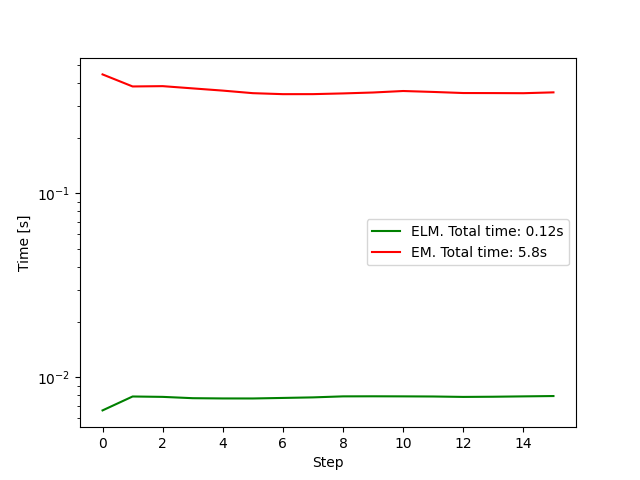 10⁻¹
10⁻²
Time [s]
ELM. Total time: 0.12s
EM. Total time: 5.8s
0 2 4 6 8 10 12 14
Step